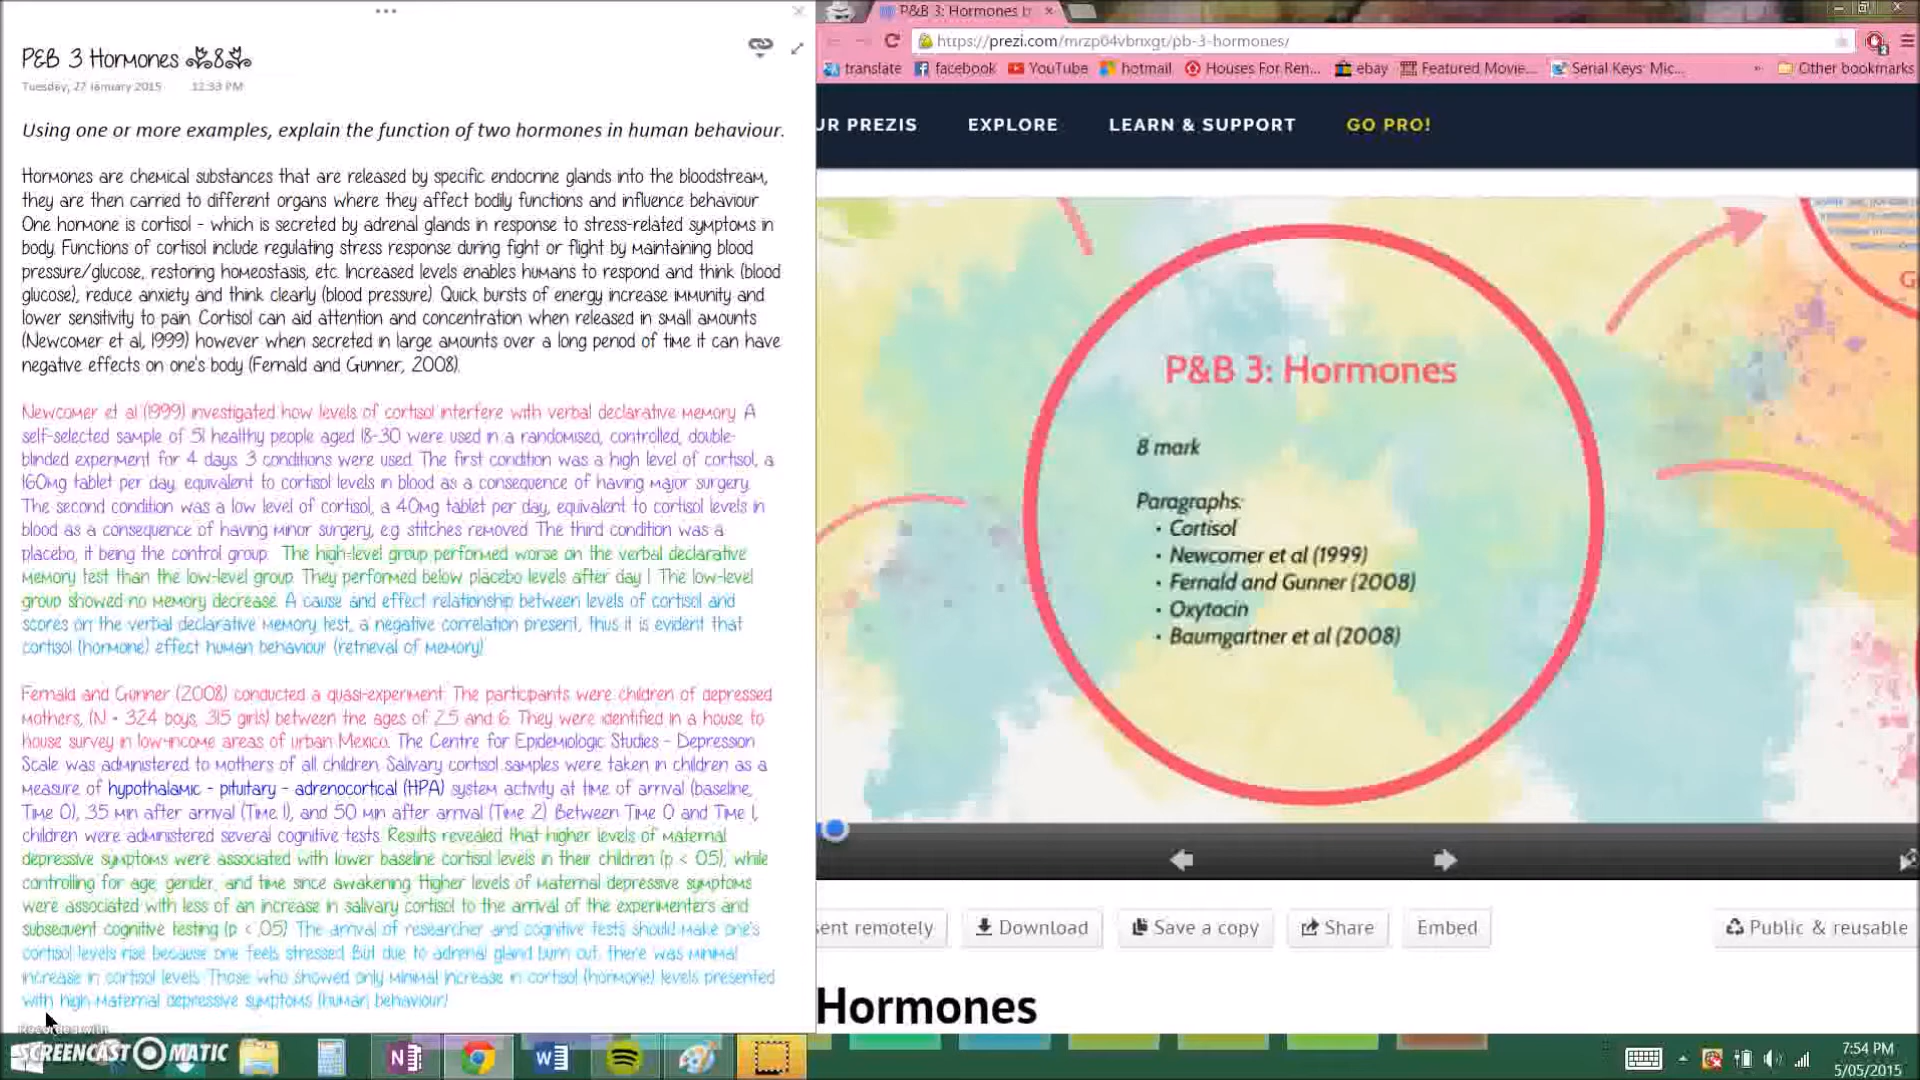 P&B 3 Hormones
Tuesday, 27 January 2015 12:33 PM
Using one or more examples, explain the function of two hormones in human behaviour.
Hormones are chemical substances that are released by specific endocrine glands into the bloodstream,
they are then carried to different organs where they affect bodily functions and influence behaviour
One hormone is cortisol - which is secreted by adrenal glands in response to stress-related symptoms in
body. Functions of cortisol include regulating stress response during fight or flight by maintaining blood
pressure/glucose, restoring homeostasis, etc. Increased levels enables humans to respond and think (blood
glucose), reduce anxiety and think clearly (blood pressure). Quick bursts of energy increase immunity and
lower sensitivity to pain. Cortisol can aid attention and concentration when released in small amounts
(Newcomer et al, 1999) however when secreted in large amounts over a long period of time it can have
negative effects on one's body (Fernald and Gunner, 2008).
Newcomer et al (1999) investigated how levels of cortisol interfere with verbal declarative memory. A
self-selected sample of 51 healthy people aged 18-30 were used in a randomised, controlled, double-
blinded experiment for 4 days. 3 conditions were used. The first condition was a high level of cortisol, a
160mg tablet per day, equivalent to cortisol levels in blood as a consequence of having major surgery.
The second condition was a low level of cortisol, a 40mg tablet per day, equivalent to cortisol levels in
blood as a consequence of having minor surgery, e.g. stitches removed. The third condition was a
placebo, it being the control group. The high-level group performed worse on the verbal declarative
memory test than the low-level group. They performed below placebo levels after day 1. The low-level
group showed no memory decrease. A cause and effect relationship between levels of cortisol and
scores on the verbal declarative memory test, a negative correlation present, thus it is evident that
cortisol (hormone) effect human behaviour (retrieval of memory)
Fernald and Gunner (2008) conducted a quasi-experiment. The participants were children of depressed
mothers, (N = 324 boys, 315 girls) between the ages of 2.5 and 6. They were identified in a house to
house survey in low-income areas of urban Mexico. The Centre for Epidemiologic Studies - Depression
Scale was administered to mothers of all children. Salivary cortisol samples were taken in children as a
measure of hypothalamic - pituitary - adrenocortical (HPA) system activity at time of arrival (baseline,
Time 0), 35 min after arrival (Time 1), and 50 min after arrival (Time 2) Between Time 0 and Time 1,
children were administered several cognitive tests. Results revealed that higher levels of maternal
depressive symptoms were associated with lower baseline cortisol levels in their children (p < .05), while
controlling for age, gender, and time since awakening. Higher levels of maternal depressive symptoms
were associated with less of an increase in salivary cortisol to the arrival of the experimenters and
subsequent cognitive testing (p < .05). The arrival of researcher and cognitive tests should make one's
cortisol levels rise because one feels stressed. But due to adrenal gland burn out, there was minimal
increase in cortisol levels. Those who showed only minimal increase in cortisol (hormone) levels presented
with high maternal depressive symptoms (human behaviour)
SCREENCAST MATIC
P&B 3: Hormones b
https://prezi.com/mrzp64vbnxgt/pb-3-hormones/
translate facebook YouTube hotmail Houses For Ren... ebay Featured Movie... Serial Keys: Mic... Other bookmarks
UR PREZIS EXPLORE LEARN & SUPPORT GO PRO!
P&B 3: Hormones
8 mark
Paragraphs:
• Cortisol
• Newcomer et al (1999)
• Fernald and Gunner (2008)
• Oxytocin
• Baumgartner et al (2008)
sent remotely Download Save a copy Share Embed Public & reusable
Hormones
7:54 PM
5/05/2015